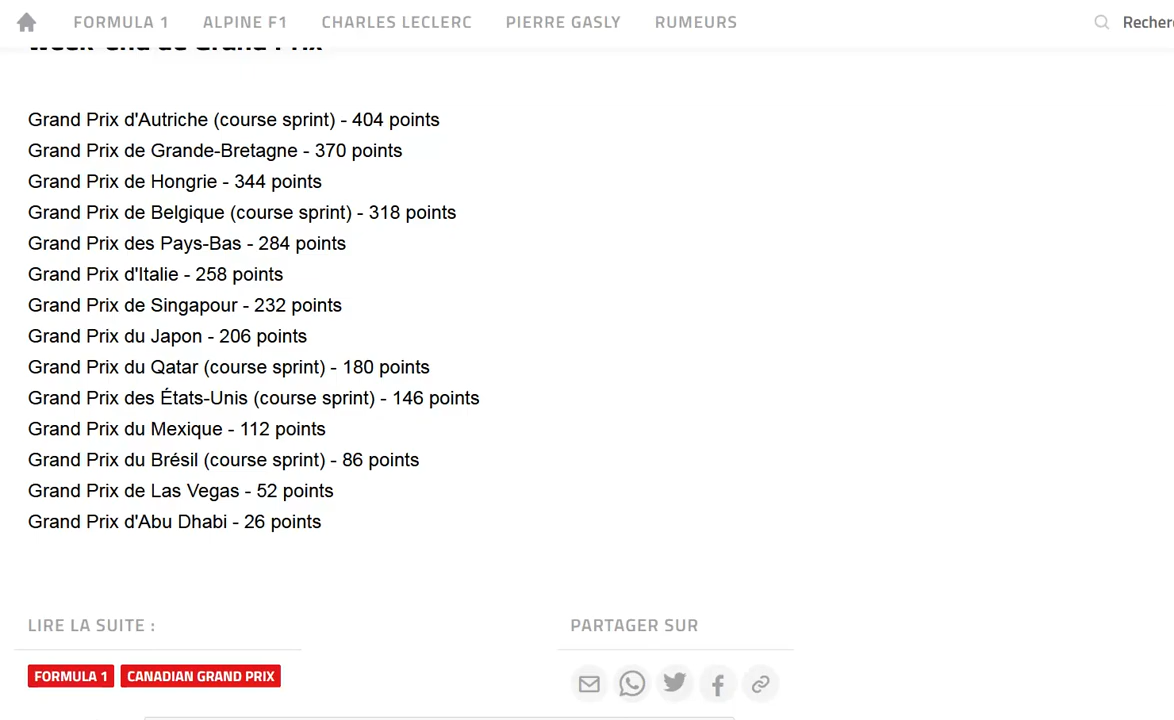 FORMULA 1 ALPINE F1 CHARLES LECLERC PIERRE GASLY RUMEURS Recher
Grand Prix d'Autriche (course sprint) - 404 points
Grand Prix de Grande-Bretagne - 370 points
Grand Prix de Hongrie - 344 points
Grand Prix de Belgique (course sprint) - 318 points
Grand Prix des Pays-Bas - 284 points
Grand Prix d'Italie - 258 points
Grand Prix de Singapour - 232 points
Grand Prix du Japon - 206 points
Grand Prix du Qatar (course sprint) - 180 points
Grand Prix des États-Unis (course sprint) - 146 points
Grand Prix du Mexique - 112 points
Grand Prix du Brésil (course sprint) - 86 points
Grand Prix de Las Vegas - 52 points
Grand Prix d'Abu Dhabi - 26 points
LIRE LA SUITE :
FORMULA 1 CANADIAN GRAND PRIX
PARTAGER SUR